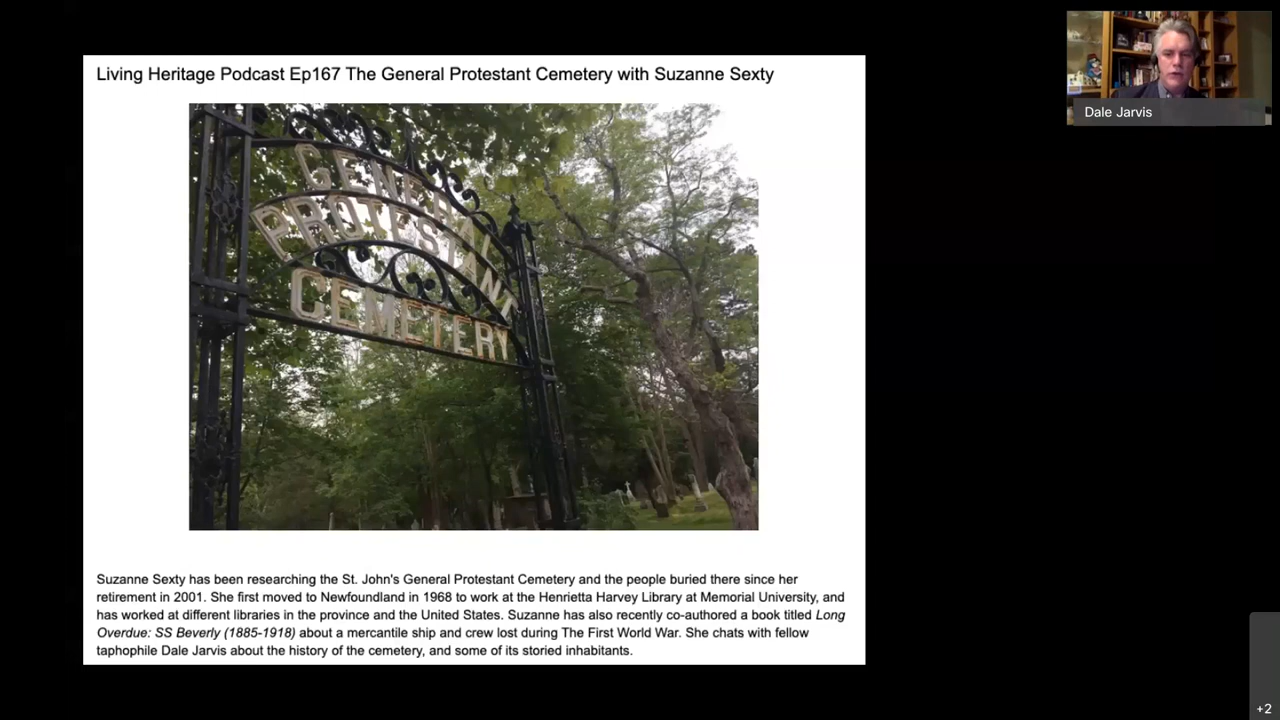 Living Heritage Podcast Ep167 The General Protestant Cemetery with Suzanne Sexty
Dale Jarvis
GENERAL
PROTESTANT
CEMETERY
Suzanne Sexty has been researching the St. John's General Protestant Cemetery and the people buried there since her
retirement in 2001. She first moved to Newfoundland in 1968 to work at the Henrietta Harvey Library at Memorial University, and
has worked at different libraries in the province and the United States. Suzanne has also recently co-authored a book titled Long
Overdue: SS Beverly (1885-1918) about a mercantile ship and crew lost during The First World War. She chats with fellow
taphophile Dale Jarvis about the history of the cemetery, and some of its storied inhabitants.
+2